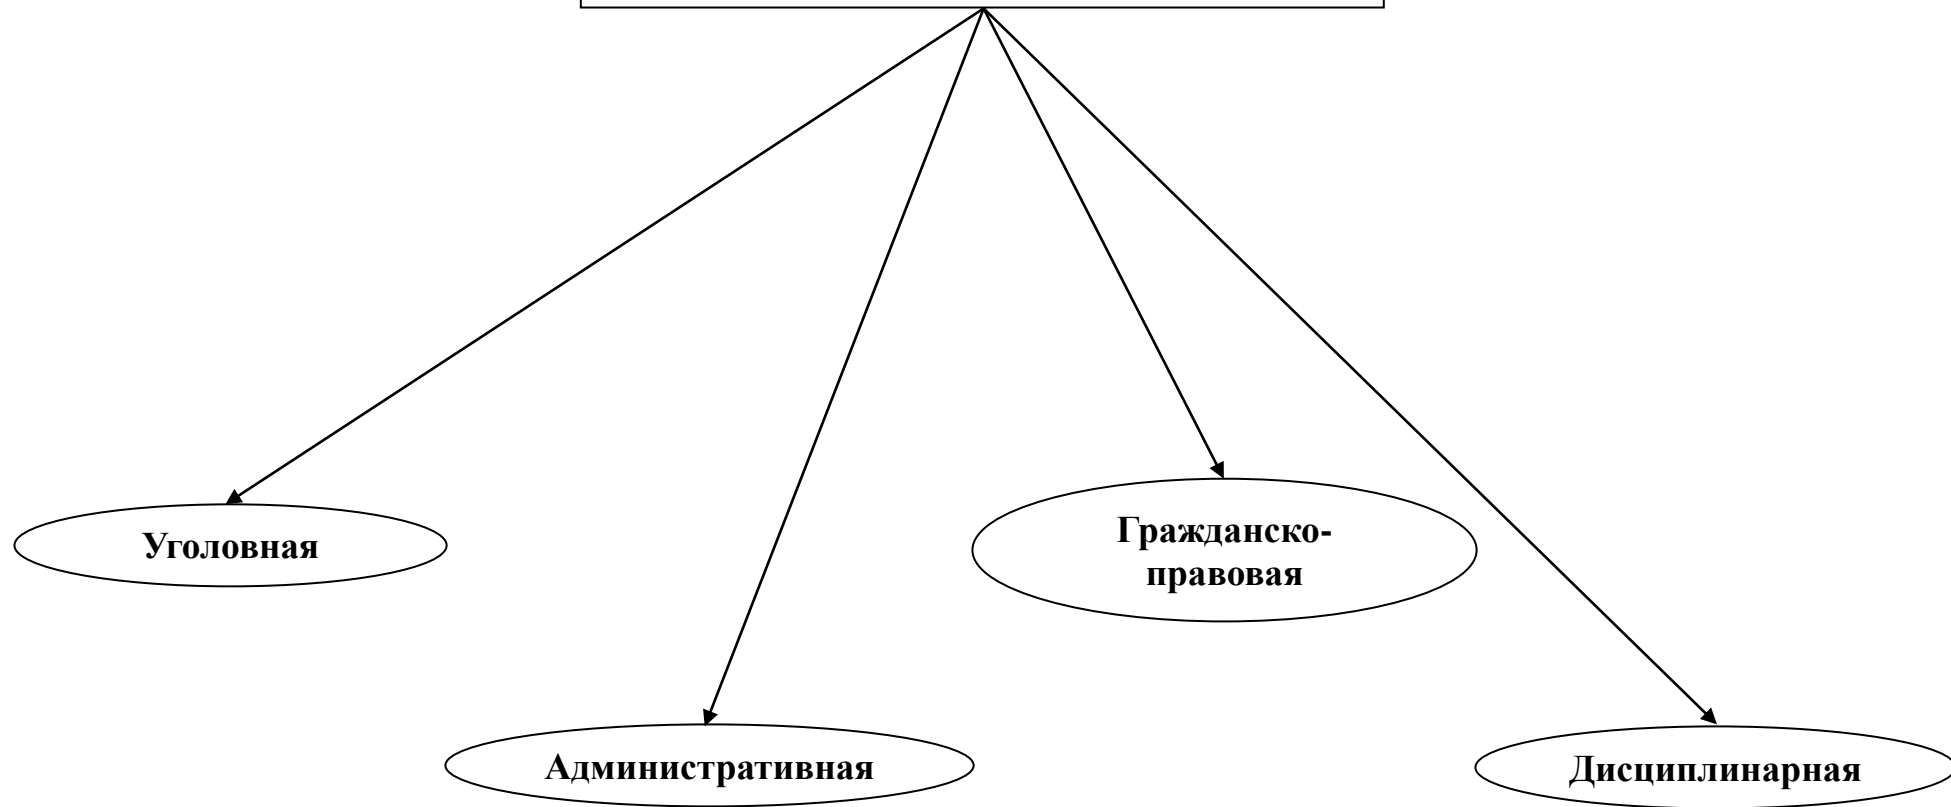 Уголовная
Гражданско-
правовая
Административная
Дисциплинарная